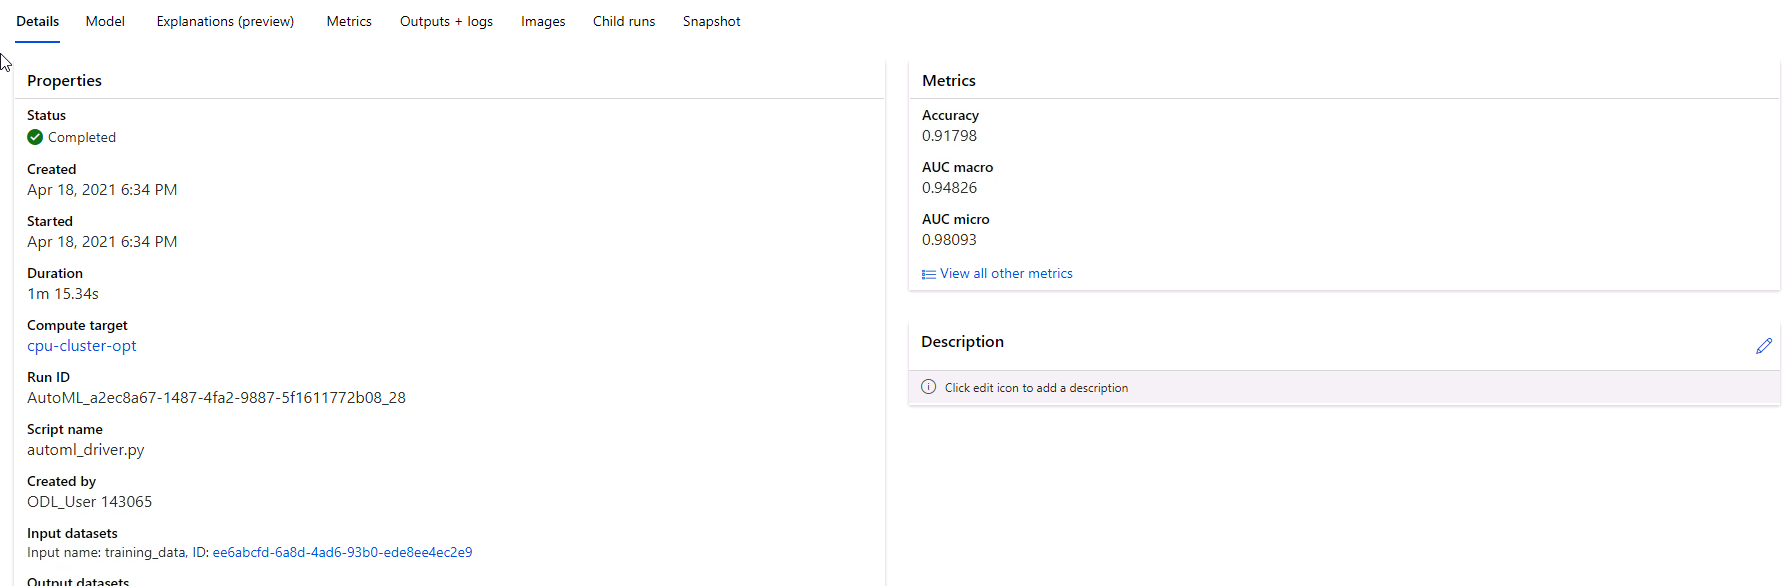 Details Model Explanations (preview) Metrics Outputs + logs Images Child runs Snapshot
Properties
Status
Completed
Created
Apr 18, 2021 6:34 PM
Started
Apr 18, 2021 6:34 PM
Duration
1m 15.34s
Compute target
cpu-cluster-opt
Run ID
AutoML_a2ec8a67-1487-4fa2-9887-5f1611772b08_28
Script name
automl_driver.py
Created by
ODL_User 143065
Input datasets
Input name: training_data, ID: ee6abcfd-6a8d-4ad6-93b0-ede8ee4ec2e9
Output datasets
Metrics
Accuracy
0.91798
AUC macro
0.94826
AUC micro
0.98093
View all other metrics
Description
Click edit icon to add a description